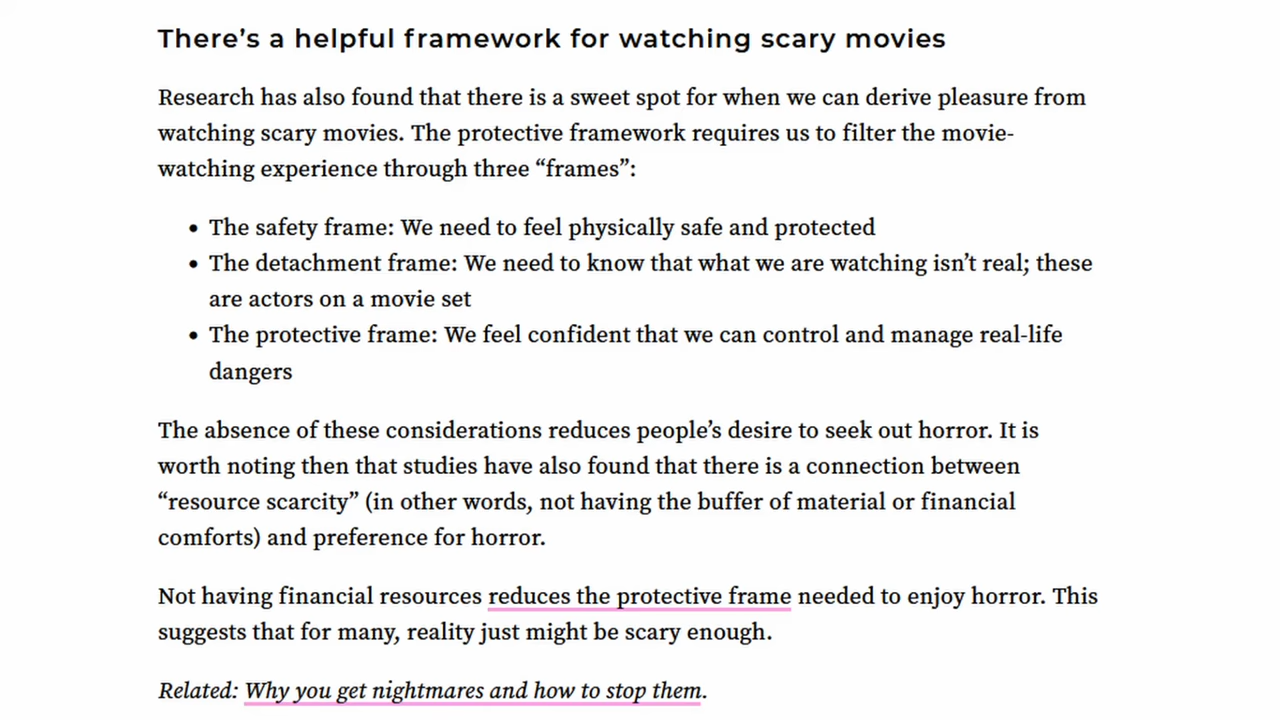 There’s a helpful framework for watching scary movies
Research has also found that there is a sweet spot for when we can derive pleasure from
watching scary movies. The protective framework requires us to filter the movie-
watching experience through three “frames”:
• The safety frame: We need to feel physically safe and protected
• The detachment frame: We need to know that what we are watching isn’t real; these
are actors on a movie set
• The protective frame: We feel confident that we can control and manage real-life
dangers
The absence of these considerations reduces people’s desire to seek out horror. It is
worth noting then that studies have also found that there is a connection between
“resource scarcity” (in other words, not having the buffer of material or financial
comforts) and preference for horror.
Not having financial resources reduces the protective frame needed to enjoy horror. This
suggests that for many, reality just might be scary enough.
Related: Why you get nightmares and how to stop them.